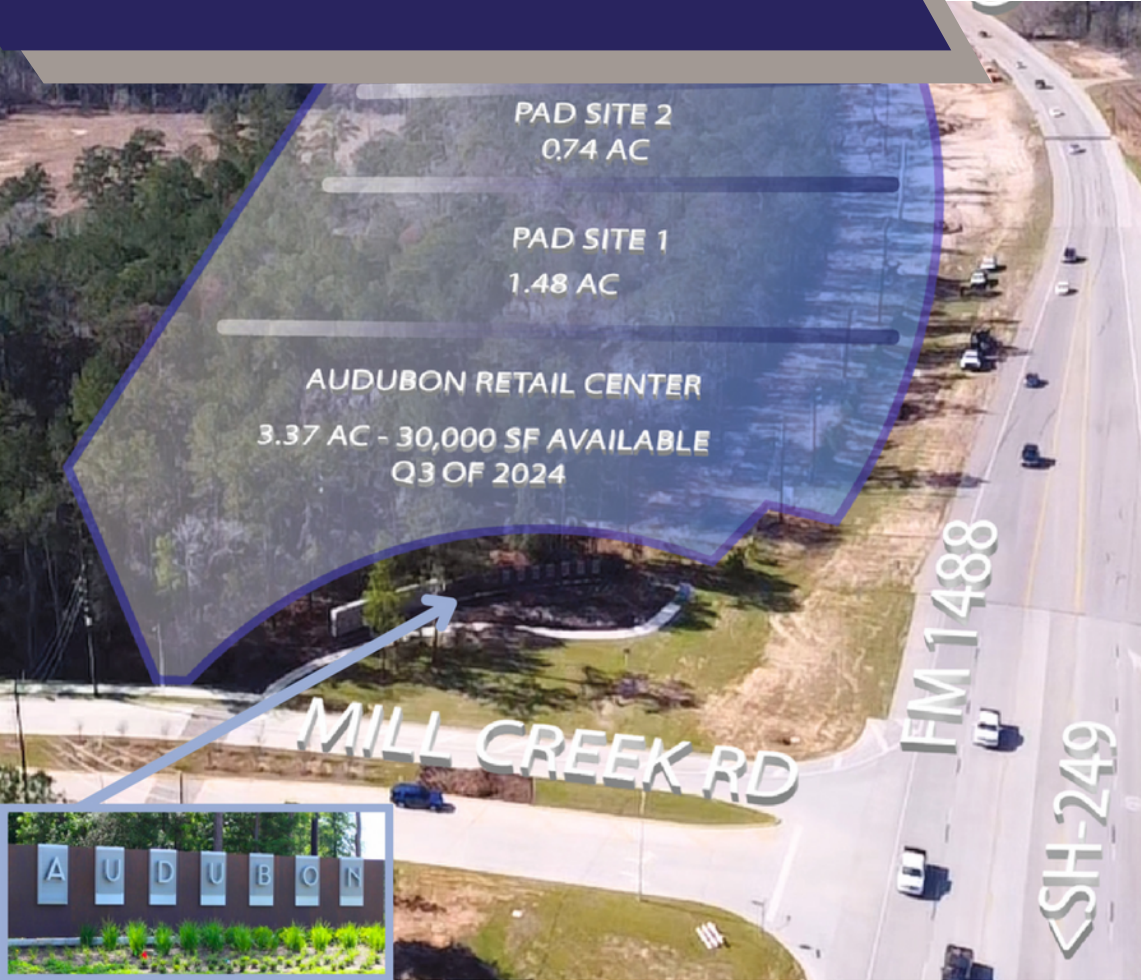 PAD SITE 2
0.74 AC
PAD SITE 1
1.48 AC
AUDUBON RETAIL CENTER
3.37 AC - 30,000 SF AVAILABLE
Q3 OF 2024
MILL CREEK RD
FM 1488
<SH-249
AUDUBON